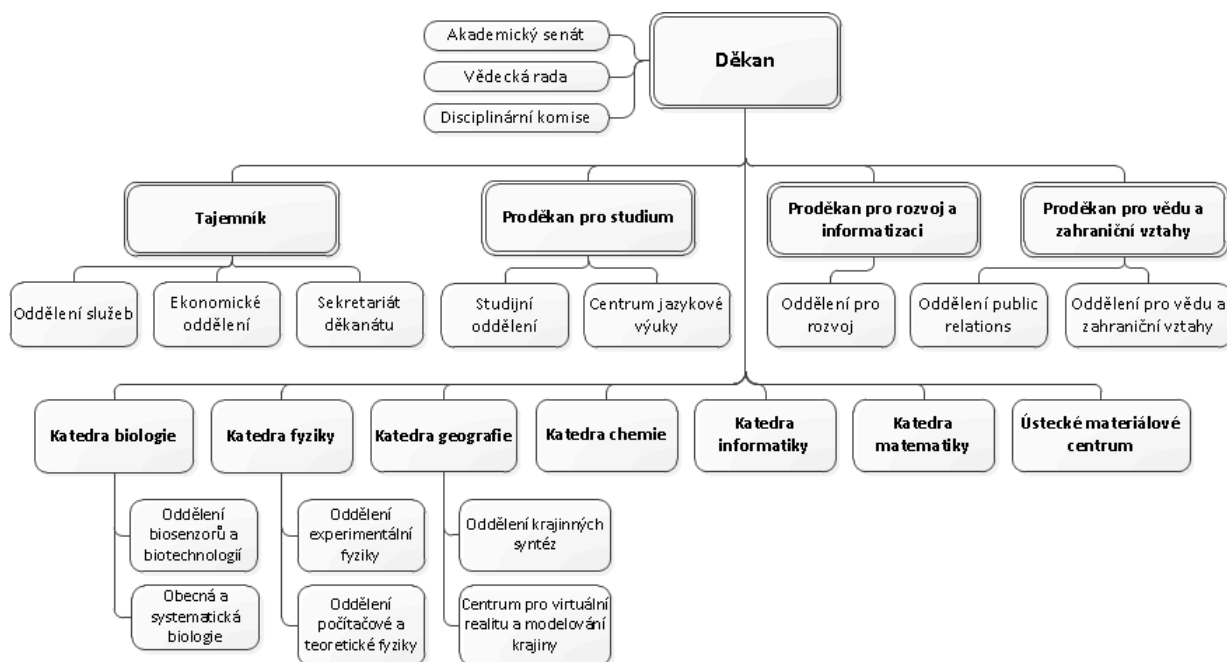 Akademický senát
Vědecká rada
Disciplinární komise
Děkan
Tajemník
Proděkan pro studium
Proděkan pro rozvoj a
informatizaci
Proděkan pro vědu a
zahraniční vztahy
Oddělení služeb
Ekonomické
oddělení
Sekretariát
děkanátu
Studijní
oddělení
Centrum jazykové
výuky
Oddělení pro
rozvoj
Oddělení public
relations
Oddělení pro vědu a
zahraniční vztahy
Katedra biologie
Katedra fyziky
Katedra geografie
Katedra chemie
Katedra
informatiky
Katedra
matematiky
Ústecké materiálové
centrum
Oddělení
biosenzorů a
biotechnologií
Obecná a
systematická
biologie
Oddělení
experimentální
fyziky
Oddělení
počítačové a
teoretické fyziky
Oddělení krajinných
syntéz
Centrum pro virtuální
realitu a modelování
krajiny